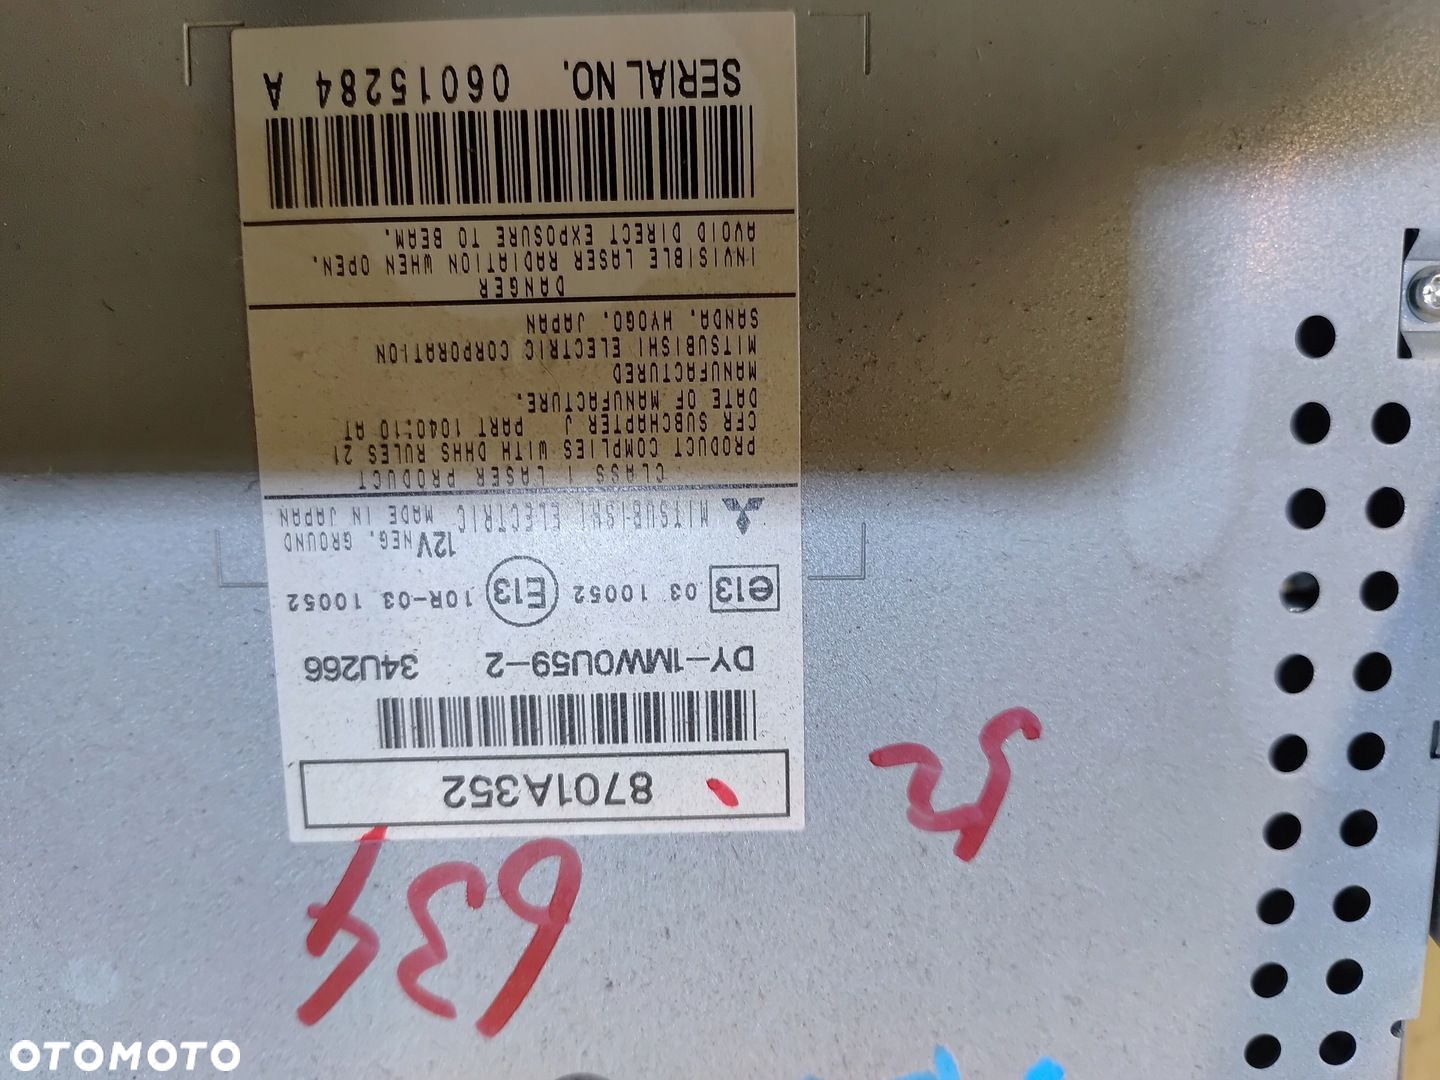 8701A352
DY-1MW0U59-2 34U266
e13 03 10052 E13 10R-03 10052
12V NEG. GROUND
MITSUBISHI ELECTRIC MADE IN JAPAN
CLASS 1 LASER PRODUCT
PRODUCT COMPLIES WITH DHHS RULES 21
CFR SUBCHAPTER J PART 1040:10 AT
DATE OF MANUFACTURE.
MANUFACTURED
MITSUBISHI ELECTRIC CORPORATION
SANDA, HYOGO, JAPAN
DANGER
INVISIBLE LASER RADIATION WHEN OPEN.
AVOID DIRECT EXPOSURE TO BEAM.
SERIAL NO. 06015284 A
634
OTOMOTO